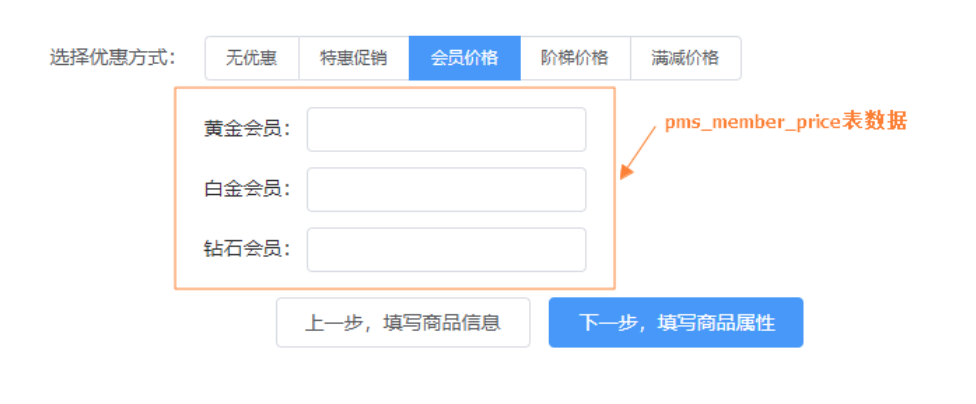 选择优惠方式： 无优惠 特惠促销 会员价格 阶梯价格 满减价格
黄金会员：
pms_member_price表数据
白金会员：
钻石会员：
上一步，填写商品信息 下一步，填写商品属性